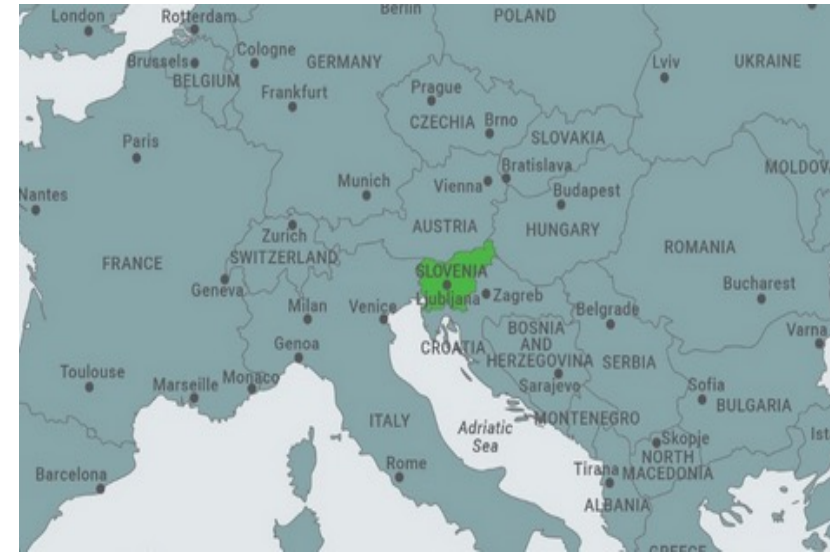 London
Rotterdam
Berlin
POLAND
Brussels
Cologne
GERMANY
Lviv
UKRAINE
BELGIUM
Frankfurt
Prague
CZECHIA
Brno
SLOVAKIA
Paris
Munich
Vienna
Bratislava
Budapest
MOLDOV
Nantes
AUSTRIA
HUNGARY
Zurich
SWITZERLAND
FRANCE
ROMANIA
SLOVENIA
Geneva
Ljubljana
Zagreb
Bucharest
Milan
Venice
Belgrade
Genoa
CROATIA
BOSNIA
AND
HERZEGOVINA
SERBIA
Varna
Toulouse
Marseille
Monaco
Sarajevo
Sofia
BULGARIA
ITALY
Adriatic
Sea
MONTENEGRO
Skopje
Ist
Barcelona
Rome
Tirana
NORTH
MACEDONIA
ALBANIA
GREECE